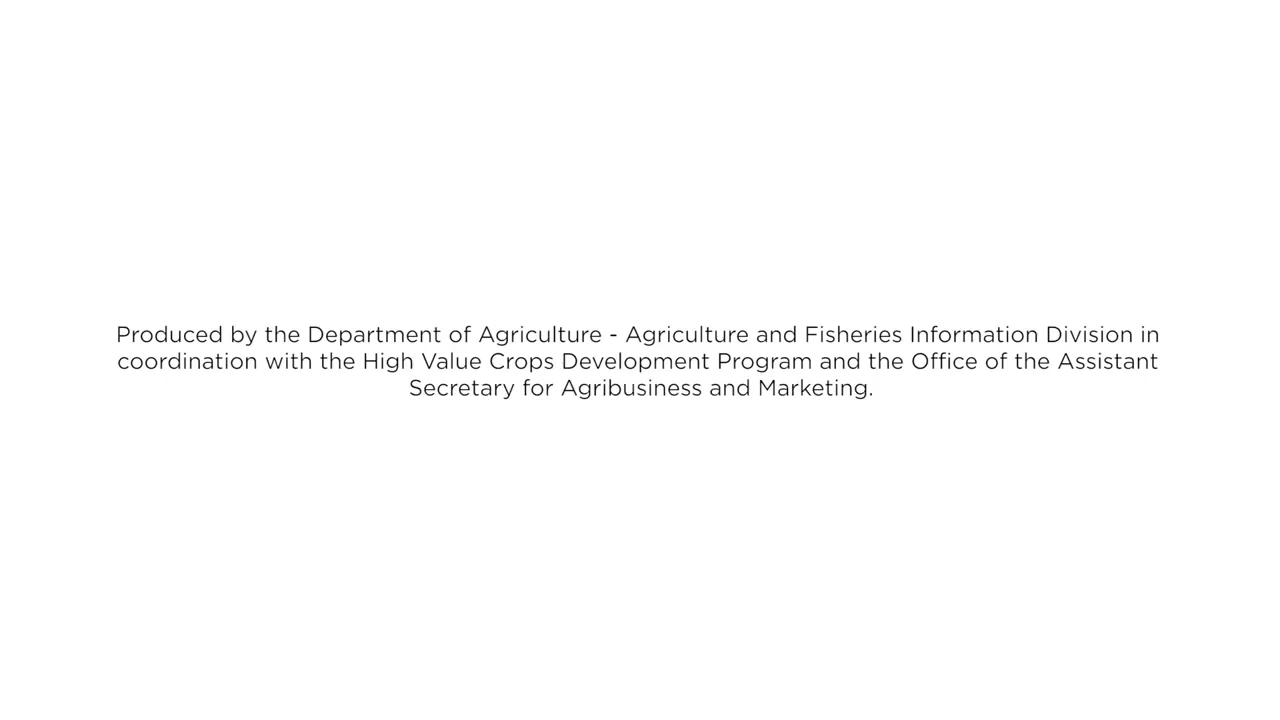 Produced by the Department of Agriculture - Agriculture and Fisheries Information Division in
coordination with the High Value Crops Development Program and the Office of the Assistant
Secretary for Agribusiness and Marketing.